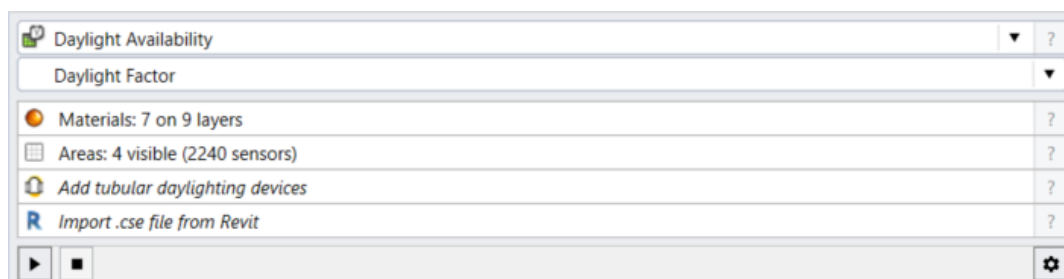 Daylight Availability ?
Daylight Factor
Materials: 7 on 9 layers ?
Areas: 4 visible (2240 sensors) ?
Add tubular daylighting devices ?
R Import .cse file from Revit ?